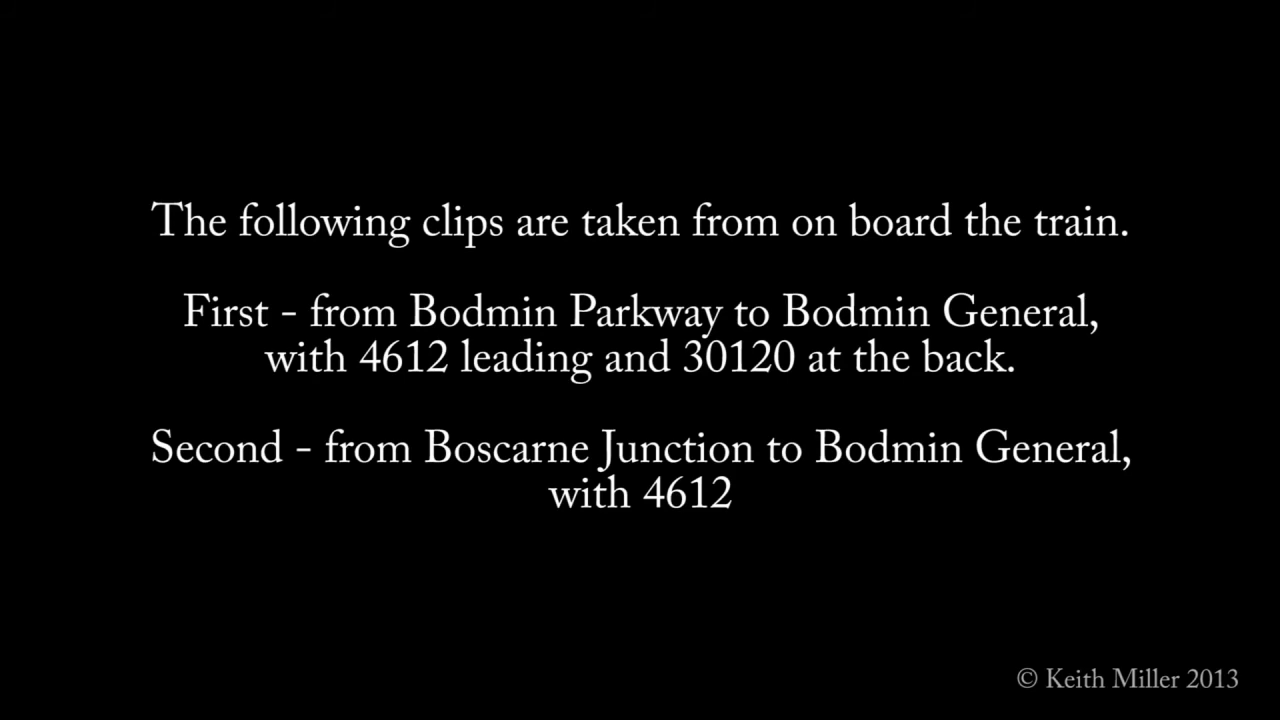 The following clips are taken from on board the train.
First - from Bodmin Parkway to Bodmin General,
with 4612 leading and 30120 at the back.
Second - from Boscarne Junction to Bodmin General,
with 4612
© Keith Miller 2013